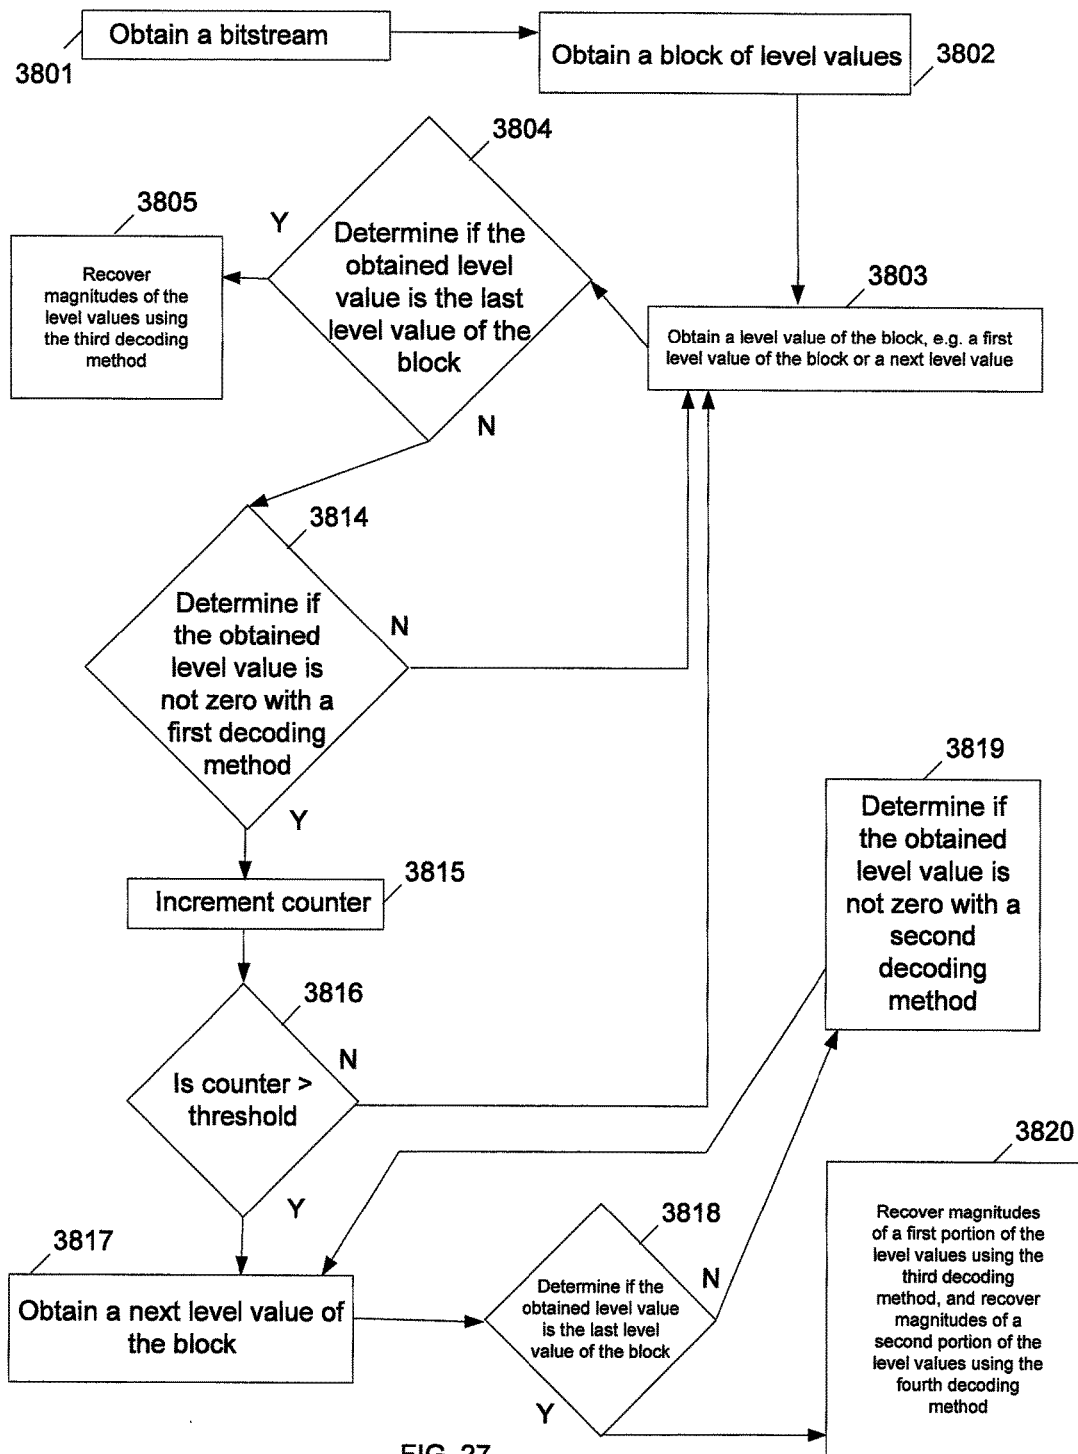 Obtain a bitstream
3801
Obtain a block of level values
3802
3804
Determine if the
obtained level
value is the last
level value of the
block
Y
N
3805
Recover
magnitudes of the
level values using
the third decoding
method
3803
Obtain a level value of the block, e.g. a first
level value of the block or a next level value
3814
Determine if
the obtained
level value is
not zero with a
first decoding
method
N
Y
3815
Increment counter
3816
Is counter >
threshold
N
Y
3819
Determine if
the obtained
level value is
not zero with a
second
decoding
method
3817
Obtain a next level value of
the block
3818
Determine if the
obtained level value
is the last level
value of the block
N
Y
3820
Recover magnitudes
of a first portion of the
level values using the
third decoding
method, and recover
magnitudes of a
second portion of the
level values using the
fourth decoding
method
FIG. 27